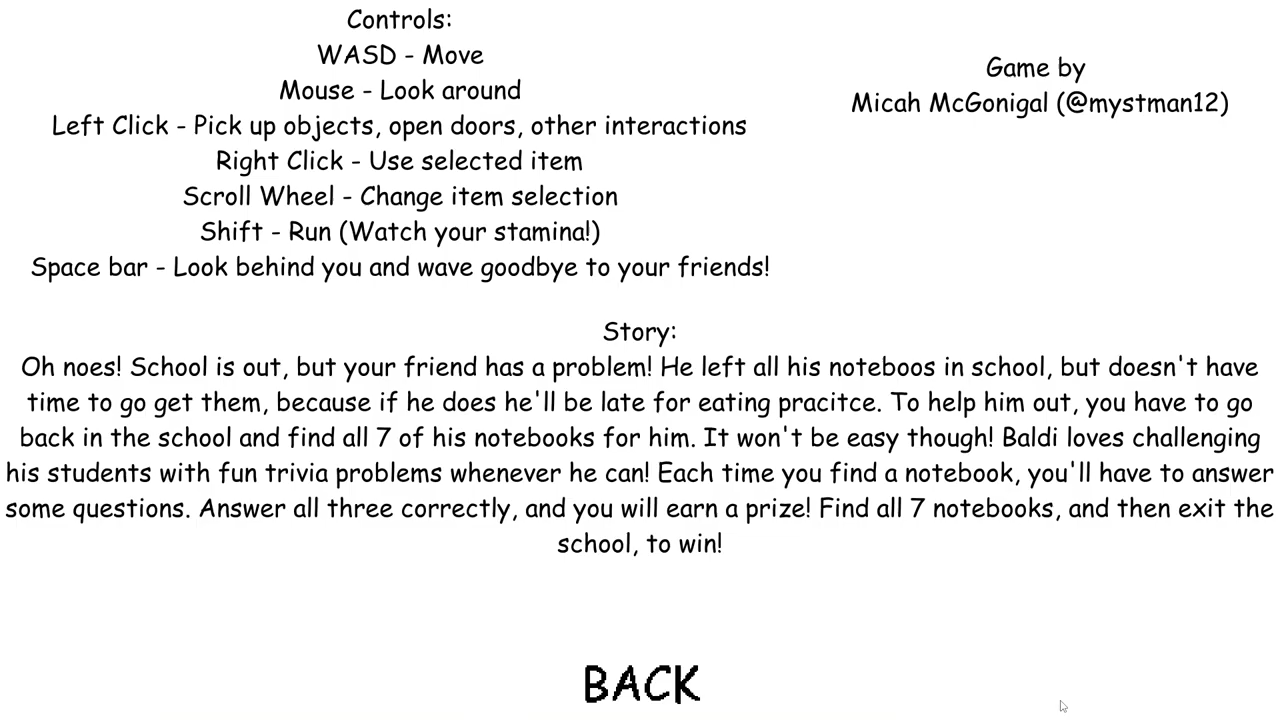 Controls:
WASD - Move
Mouse - Look around
Left Click - Pick up objects, open doors, other interactions
Right Click - Use selected item
Scroll Wheel - Change item selection
Shift - Run (Watch your stamina!)
Space bar - Look behind you and wave goodbye to your friends!
Game by
Micah McGonigal (@mystman12)
Story:
Oh noes! School is out, but your friend has a problem! He left all his noteboos in school, but doesn't have
time to go get them, because if he does he'll be late for eating pracitce. To help him out, you have to go
back in the school and find all 7 of his notebooks for him. It won't be easy though! Baldi loves challenging
his students with fun trivia problems whenever he can! Each time you find a notebook, you'll have to answer
some questions. Answer all three correctly, and you will earn a prize! Find all 7 notebooks, and then exit the
school, to win!
BACK